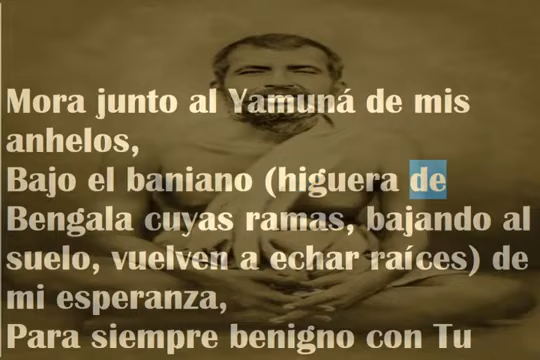 Mora junto al Yamuná de mis
anhelos,
Bajo el baniano (higuera de
Bengala cuyas ramas, bajando al
suelo, vuelven a echar raíces) de
mi esperanza,
Para siempre benigno con Tu